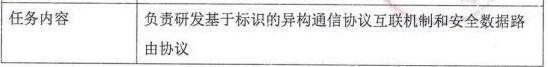 任务内容
负责研发基于标识的异构通信协议互联机制和安全数据路
由协议